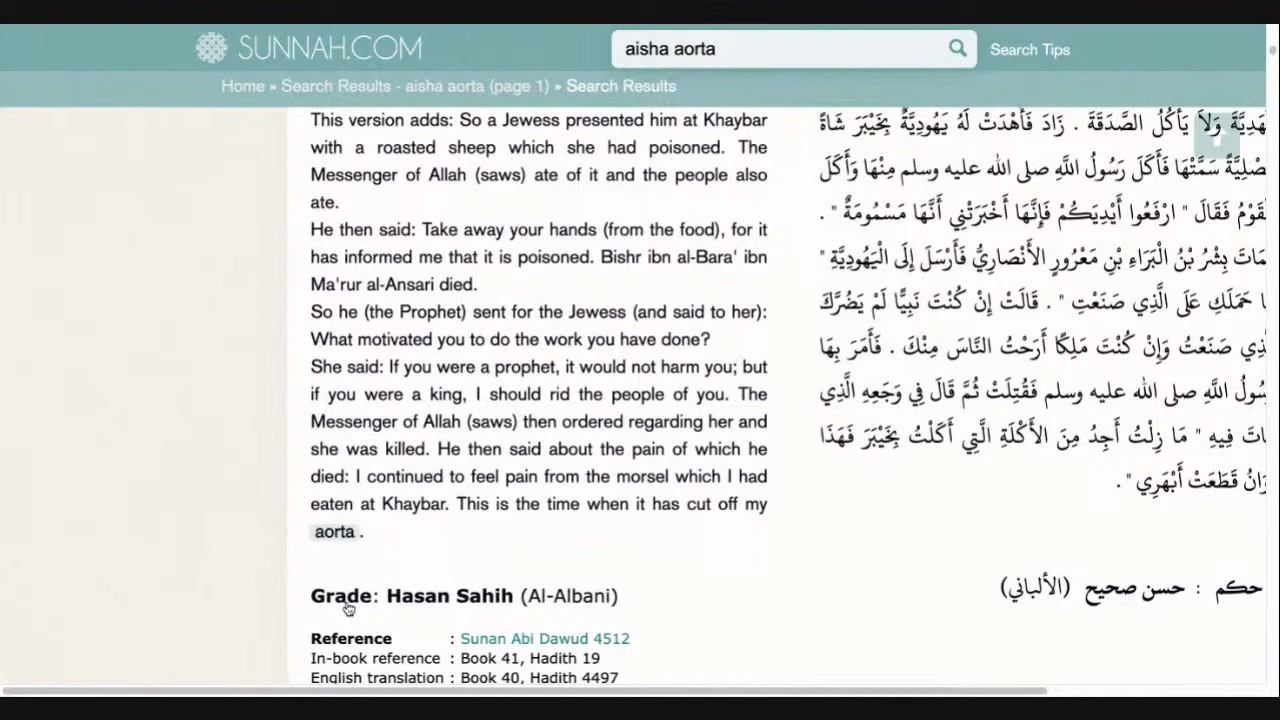 SUNNAH.COM
aisha aorta
Search Tips
Home » Search Results - aisha aorta (page 1) » Search Results
This version adds: So a Jewess presented him at Khaybar
with a roasted sheep which she had poisoned. The
Messenger of Allah (saws) ate of it and the people also
ate.
He then said: Take away your hands (from the food), for it
has informed me that it is poisoned. Bishr ibn al-Bara' ibn
Ma'rur al-Ansari died.
So he (the Prophet) sent for the Jewess (and said to her):
What motivated you to do the work you have done?
She said: If you were a prophet, it would not harm you; but
if you were a king, I should rid the people of you. The
Messenger of Allah (saws) then ordered regarding her and
she was killed. He then said about the pain of which he
died: I continued to feel pain from the morsel which I had
eaten at Khaybar. This is the time when it has cut off my
aorta .
Grade: Hasan Sahih (Al-Albani)
Reference : Sunan Abi Dawud 4512
In-book reference : Book 41, Hadith 19
English translation : Book 40, Hadith 4497
وَلاَ يَأْكُلُ الصَّدَقَةَ . زَادَ فَأَهْدَتْ لَهُ يَهُودِيَّةٌ بِخَيْبَرَ شَاةً
سَمَّتْهَا فَأَكَلَ رَسُولُ اللَّهِ صلى الله عليه وسلم مِنْهَا وَأَكَلَ
فَقَالَ " ارْفَعُوا أَيْدِيَكُمْ فَإِنَّهَا أَخْبَرَتْنِي أَنَّهَا مَسْمُومَةٌ " .
بِشْرُ بْنُ الْبَرَاءِ بْنِ مَعْرُورٍ الأَنْصَارِيُّ فَأَرْسَلَ إِلَى الْيَهُودِيَّةِ "
حَمَلَكِ عَلَى الَّذِي صَنَعْتِ " . قَالَتْ إِنْ كُنْتَ نَبِيًّا لَمْ يَضُرَّكَ
صَنَعْتُ وَإِنْ كُنْتَ مَلِكًا أَرَحْتُ النَّاسَ مِنْكَ . فَأَمَرَ بِهَا
اللَّهِ صلى الله عليه وسلم فَقُتِلَتْ ثُمَّ قَالَ فِي وَجَعِهِ الَّذِي
فِيهِ " مَا زِلْتُ أَجِدُ مِنَ الأَكْلَةِ الَّتِي أَكَلْتُ بِخَيْبَرَ فَهَذَا
قَطَعَتْ أَبْهَرِي " .
حكم : حسن صحيح (الألباني)